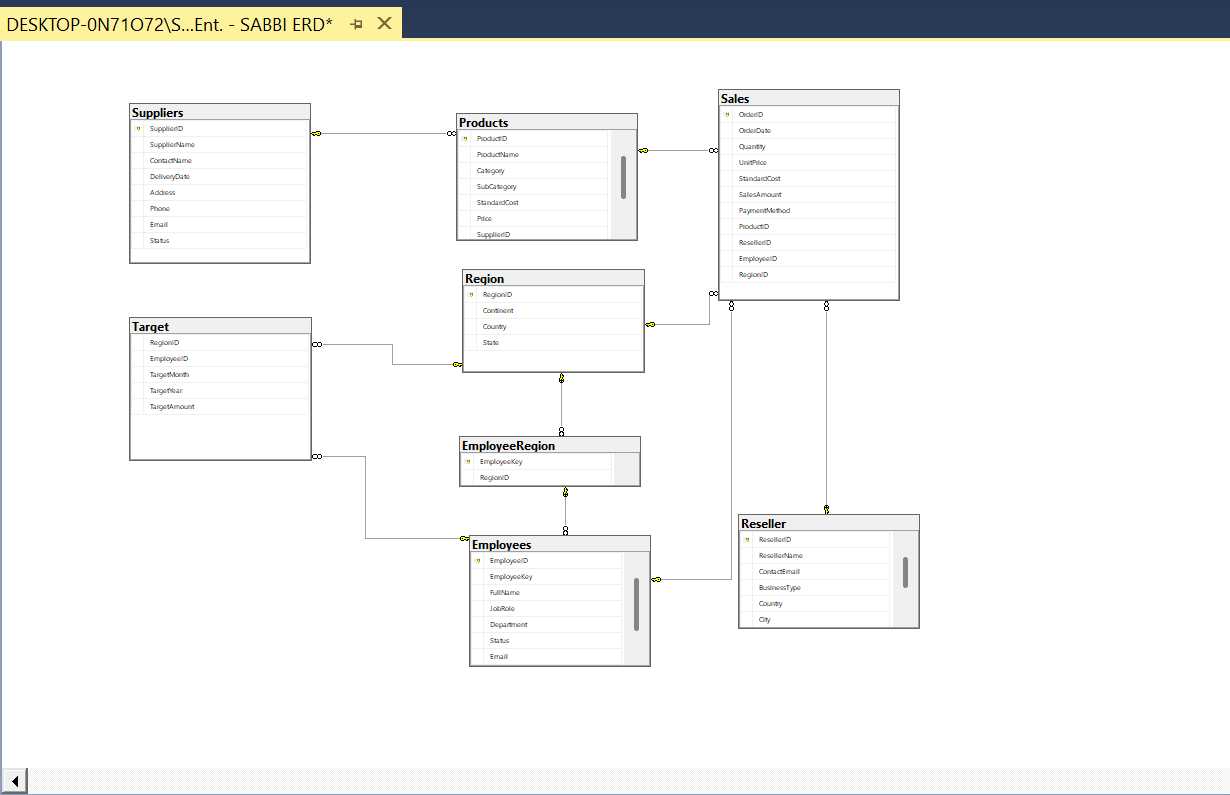 DESKTOP-0N71O72\S...Ent. - SABBI ERD*
Suppliers
SupplierID
SupplierName
ContactName
DeliveryDate
Address
Phone
Email
Status
Products
ProductID
ProductName
Category
SubCategory
StandardCost
Price
SupplierID
Sales
OrderID
OrderDate
Quantity
UnitPrice
StandardCost
SalesAmount
PaymentMethod
ProductID
ResellerID
EmployeeID
RegionID
Region
RegionID
Continent
Country
State
Target
RegionID
EmployeeID
TargetMonth
TargetYear
TargetAmount
EmployeeRegion
EmployeeKey
RegionID
Employees
EmployeeID
EmployeeKey
FullName
JobRole
Department
Status
Email
Reseller
ResellerID
ResellerName
ContactEmail
BusinessType
Country
City